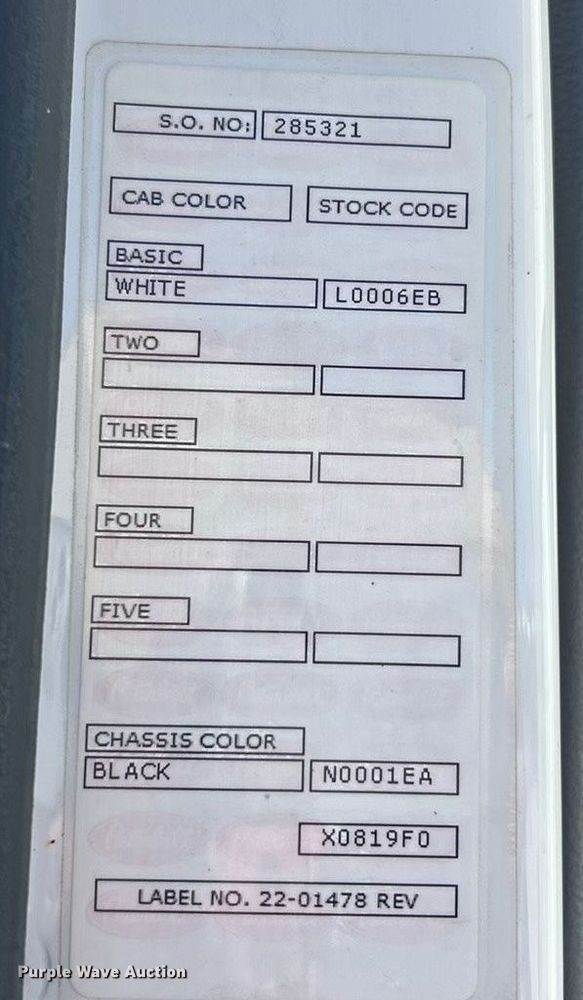 S.O. NO: 285321
CAB COLOR STOCK CODE
BASIC
WHITE L0006EB
TWO
THREE
FOUR
FIVE
CHASSIS COLOR
BLACK N0001EA
X0819F0
LABEL NO. 22-01478 REV
Purple Wave Auction